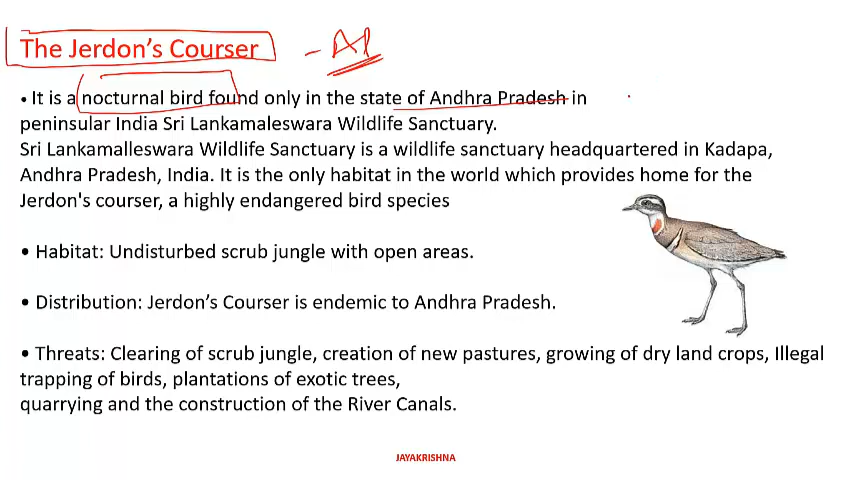 The Jerdon's Courser - AP
• It is a nocturnal bird found only in the state of Andhra Pradesh in
peninsular India Sri Lankamaleswara Wildlife Sanctuary.
Sri Lankamalleswara Wildlife Sanctuary is a wildlife sanctuary headquartered in Kadapa,
Andhra Pradesh, India. It is the only habitat in the world which provides home for the
Jerdon's courser, a highly endangered bird species
• Habitat: Undisturbed scrub jungle with open areas.
• Distribution: Jerdon’s Courser is endemic to Andhra Pradesh.
• Threats: Clearing of scrub jungle, creation of new pastures, growing of dry land crops, Illegal
trapping of birds, plantations of exotic trees,
quarrying and the construction of the River Canals.
JAYAKRISHNA